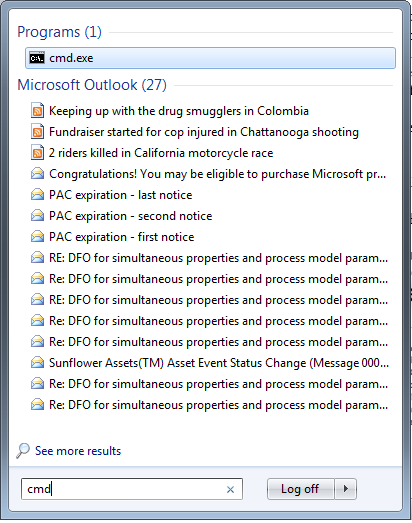 Programs (1)
cmd.exe
Microsoft Outlook (27)
Keeping up with the drug smugglers in Colombia
Fundraiser started for cop injured in Chattanooga shooting
2 riders killed in California motorcycle race
Congratulations! You may be eligible to purchase Microsoft pr...
PAC expiration - last notice
PAC expiration - second notice
PAC expiration - first notice
RE: DFO for simultaneous properties and process model param...
RE: DFO for simultaneous properties and process model param...
Re: DFO for simultaneous properties and process model param...
Re: DFO for simultaneous properties and process model param...
RE: DFO for simultaneous properties and process model param...
Sunflower Assets(TM) Asset Event Status Change (Message 000...
Re: DFO for simultaneous properties and process model param...
Re: DFO for simultaneous properties and process model param...
See more results
cmd
Log off